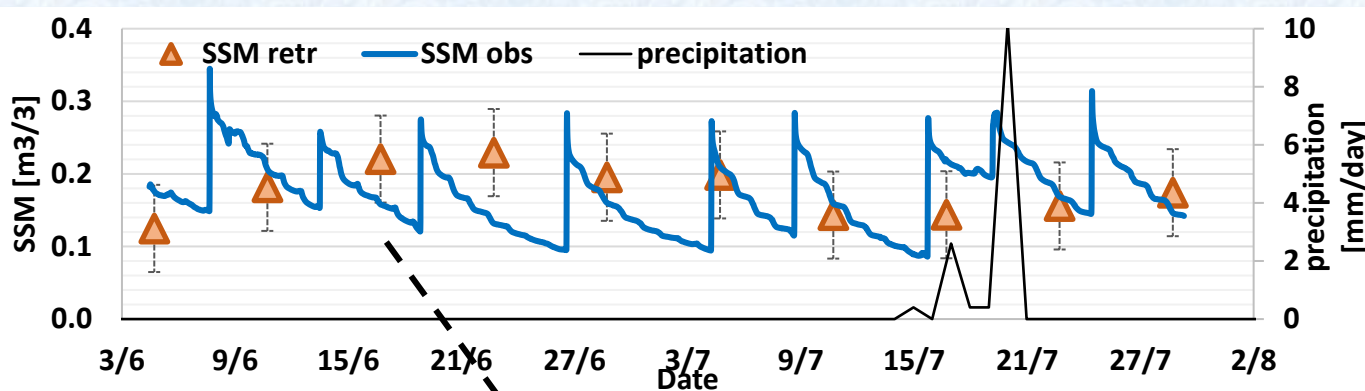 SSM retr SSM obs precipitation
SSM [m3/3]
0.4
0.3
0.2
0.1
0.0
10
8
6
4
2
0
precipitation
[mm/day]
3/6 9/6 15/6 21/6 27/6 3/7 9/7 15/7 21/7 27/7 2/8
Date